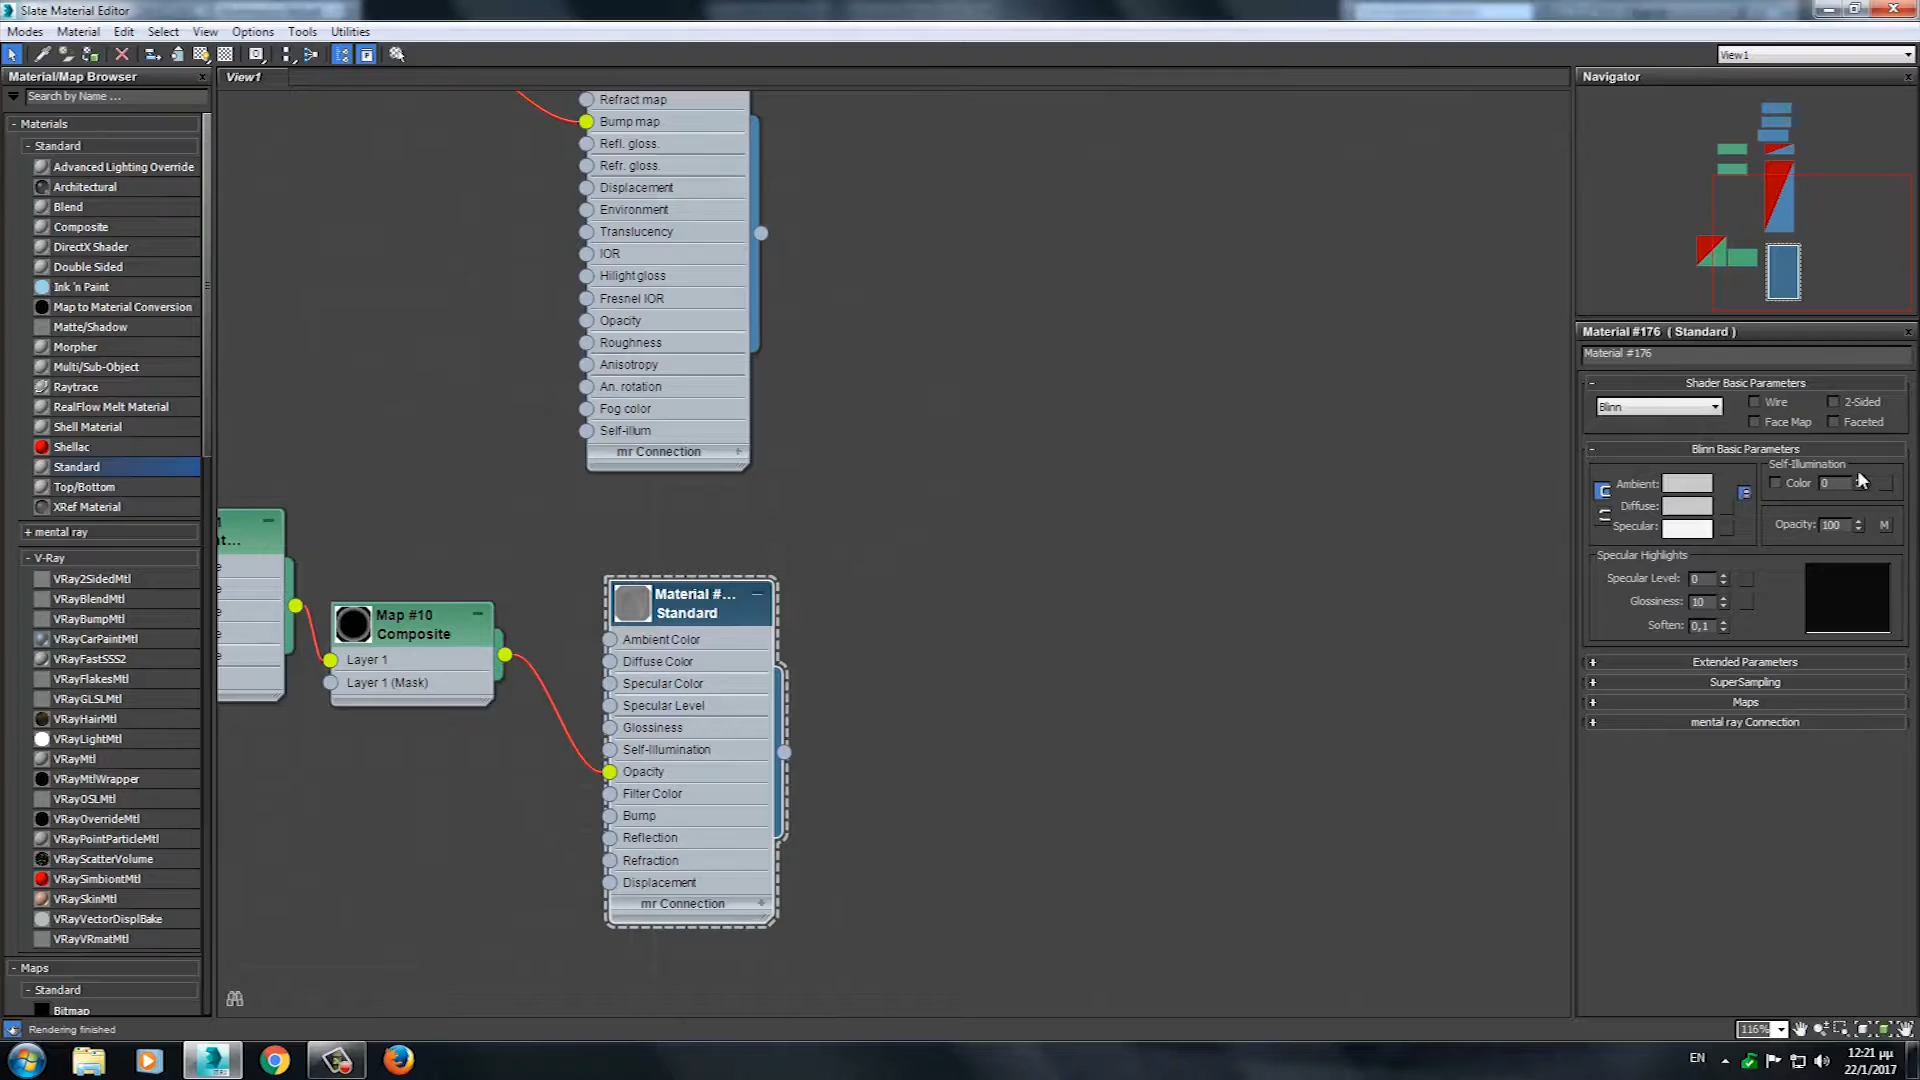 Slate Material Editor
Modes Material Edit Select View Options Tools Utilities
View1
Material/Map Browser
Search by Name ...
- Materials
- Standard
Advanced Lighting Override
Architectural
Blend
Composite
DirectX Shader
Double Sided
Ink 'n Paint
Map to Material Conversion
Matte/Shadow
Morpher
Multi/Sub-Object
Raytrace
RealFlow Melt Material
Shell Material
Shellac
Standard
Top/Bottom
XRef Material
+ mental ray
- V-Ray
VRay2SidedMtl
VRayBlendMtl
VRayBumpMtl
VRayCarPaintMtl
VRayFastSSS2
VRayFlakesMtl
VRayGLSLMtl
VRayHairMtl
VRayLightMtl
VRayMtl
VRayMtlWrapper
VRayOSLMtl
VRayOverrideMtl
VRayPointParticleMtl
VRayScatterVolume
VRaySimbiontMtl
VRaySkinMtl
VRayVectorDisplBake
VRayVRmatMtl
- Maps
- Standard
Bitmap
Rendering finished
View1
Refract map
Bump map
Refl. gloss.
Refr. gloss.
Displacement
Environment
Translucency
IOR
Hilight gloss
Fresnel IOR
Opacity
Roughness
Anisotropy
An. rotation
Fog color
Self-illum
mr Connection +
Map #10
Composite
Layer 1
Layer 1 (Mask)
Material #...
Standard
Ambient Color
Diffuse Color
Specular Color
Specular Level
Glossiness
Self-Illumination
Opacity
Filter Color
Bump
Reflection
Refraction
Displacement
mr Connection +
Navigator
Material #176 ( Standard )
Material #176
- Shader Basic Parameters
Blinn
Wire
2-Sided
Face Map
Faceted
- Blinn Basic Parameters
Self-Illumination
Ambient:
Color 0
Diffuse:
Specular:
Opacity: 100 M
Specular Highlights
Specular Level: 0
Glossiness: 10
Soften: 0,1
+ Extended Parameters
+ SuperSampling
+ Maps
+ mental ray Connection
116%
EN
12:21 μμ
22/1/2017